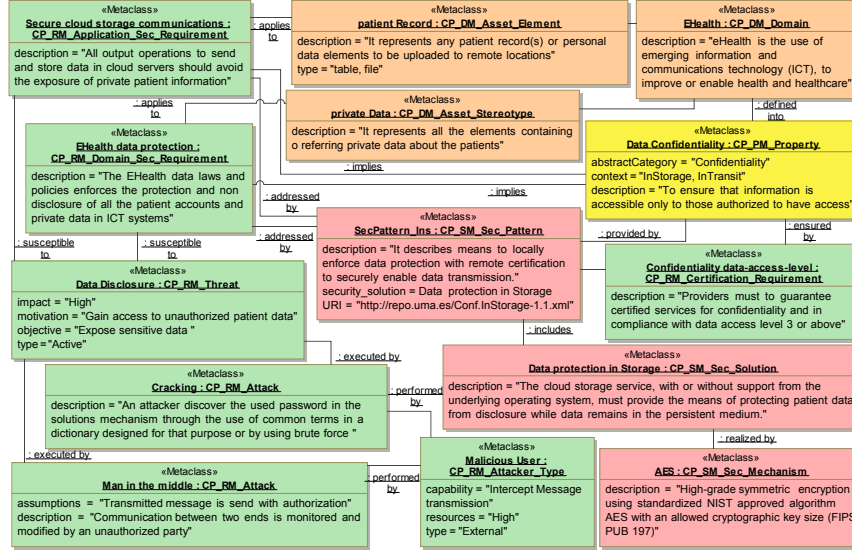 «Metaclass»
Secure cloud storage communications :
CP_RM_Application_Sec_Requirement
description = "All output operations to send
and store data in cloud servers should avoid
the exposure of private patient information"
: applies
to
«Metaclass»
patient Record : CP_DM_Asset_Element
description = "It represents any patient record(s) or personal
data elements to be uploaded to remote locations"
type = "table, file"
«Metaclass»
EHealth : CP_DM_Domain
description = "eHealth is the use of
emerging information and
communications technology (ICT), to
improve or enable health and healthcare"
: applies
to
«Metaclass»
private Data : CP_DM_Asset_Stereotype
description = "It represents all the elements containing
o referring private data about the patients"
: defined
into
«Metaclass»
EHealth data protection :
CP_RM_Domain_Sec_Requirement
description = "The EHealth data laws and
policies enforces the protection and non
disclosure of all the patient accounts and
private data in ICT systems"
: implies
: implies
: addressed
by
: addressed
by
«Metaclass»
Data Confidentiality : CP_PM_Property
abstractCategory = "Confidentiality"
context = "InStorage, InTransit"
description = "To ensure that information is
accessible only to those authorized to have access"
«Metaclass»
SecPattern_Ins : CP_SM_Sec_Pattern
description = "It describes means to locally
enforce data protection with remote certification
to securely enable data transmission."
security_solution = Data protection in Storage
URI = "http://repo.uma.es/Conf.InStorage-1.1.xml"
: provided by
: ensured
by
: susceptible
to
: susceptible
to
«Metaclass»
Data Disclosure : CP_RM_Threat
impact = "High"
motivation = "Gain access to unauthorized patient data"
objective = "Expose sensitive data "
type = "Active"
«Metaclass»
Confidentiality data-access-level :
CP_RM_Certification_Requirement
description = "Providers must to guarantee
certified services for confidentiality and in
compliance with data access level 3 or above"
: includes
: executed by
«Metaclass»
Cracking : CP_RM_Attack
description = "An attacker discover the used password in the
solutions mechanism through the use of common terms in a
dictionary designed for that purpose or by using brute force "
: performed
by
«Metaclass»
Data protection in Storage : CP_SM_Sec_Solution
description = "The cloud storage service, with or without support from the
underlying operating system, must provide the means of protecting patient data
from disclosure while data remains in the persistent medium."
: realized by
: executed by
«Metaclass»
Man in the middle : CP_RM_Attack
assumptions = "Transmitted message is send with authorization"
description = "Communication between two ends is monitored and
modified by an unauthorized party"
: performed
by
«Metaclass»
Malicious User :
CP_RM_Attacker_Type
capability = "Intercept Message
transmission"
resources = "High"
type = "External"
«Metaclass»
AES : CP_SM_Sec_Mechanism
description = "High-grade symmetric encryption
using standardized NIST approved algorithm
AES with an allowed cryptographic key size (FIPS
PUB 197)"